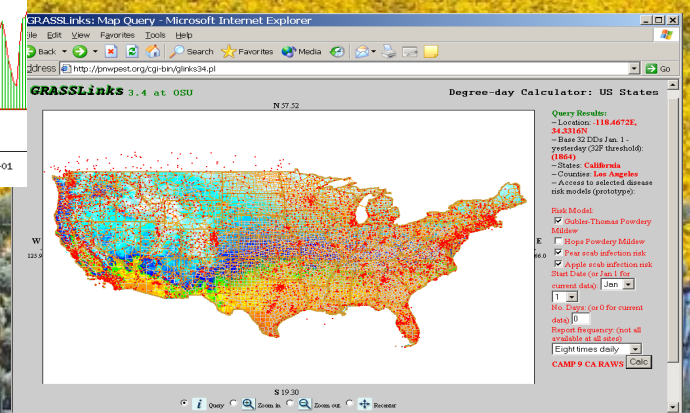 GRASSLinks: Map Query - Microsoft Internet Explorer
File Edit View Favorites Tools Help
Back Search Favorites Media
Address http://pnwpest.org/cgi-bin/glinks34.pl Go
GRASSLinks 3.4 at OSU
Degree-day Calculator: US States
N 57.52
W
E
66.0
S 19.30
Query Zoom in Zoom out Recenter
Query Results:
-- Location: -118.4672E,
34.3316N
-- Base 32 DDs Jan. 1 -
yesterday (32F threshold):
(1864)
-- States: California
-- Counties: Los Angeles
-- Access to selected disease
risk models (prototype):
Risk Model:
Gubler-Thomas Powdery
Mildew
Hops Powdery Mildew
Pear scab infection risk
Apple scab infection risk
Start Date (or Jan 1 for
current data): Jan
1
No. Days: (or 0 for current
data) 0
Report frequency: (not all
available at all sites)
Eight times daily
CAMP 9 CA RAWS Calc
-01